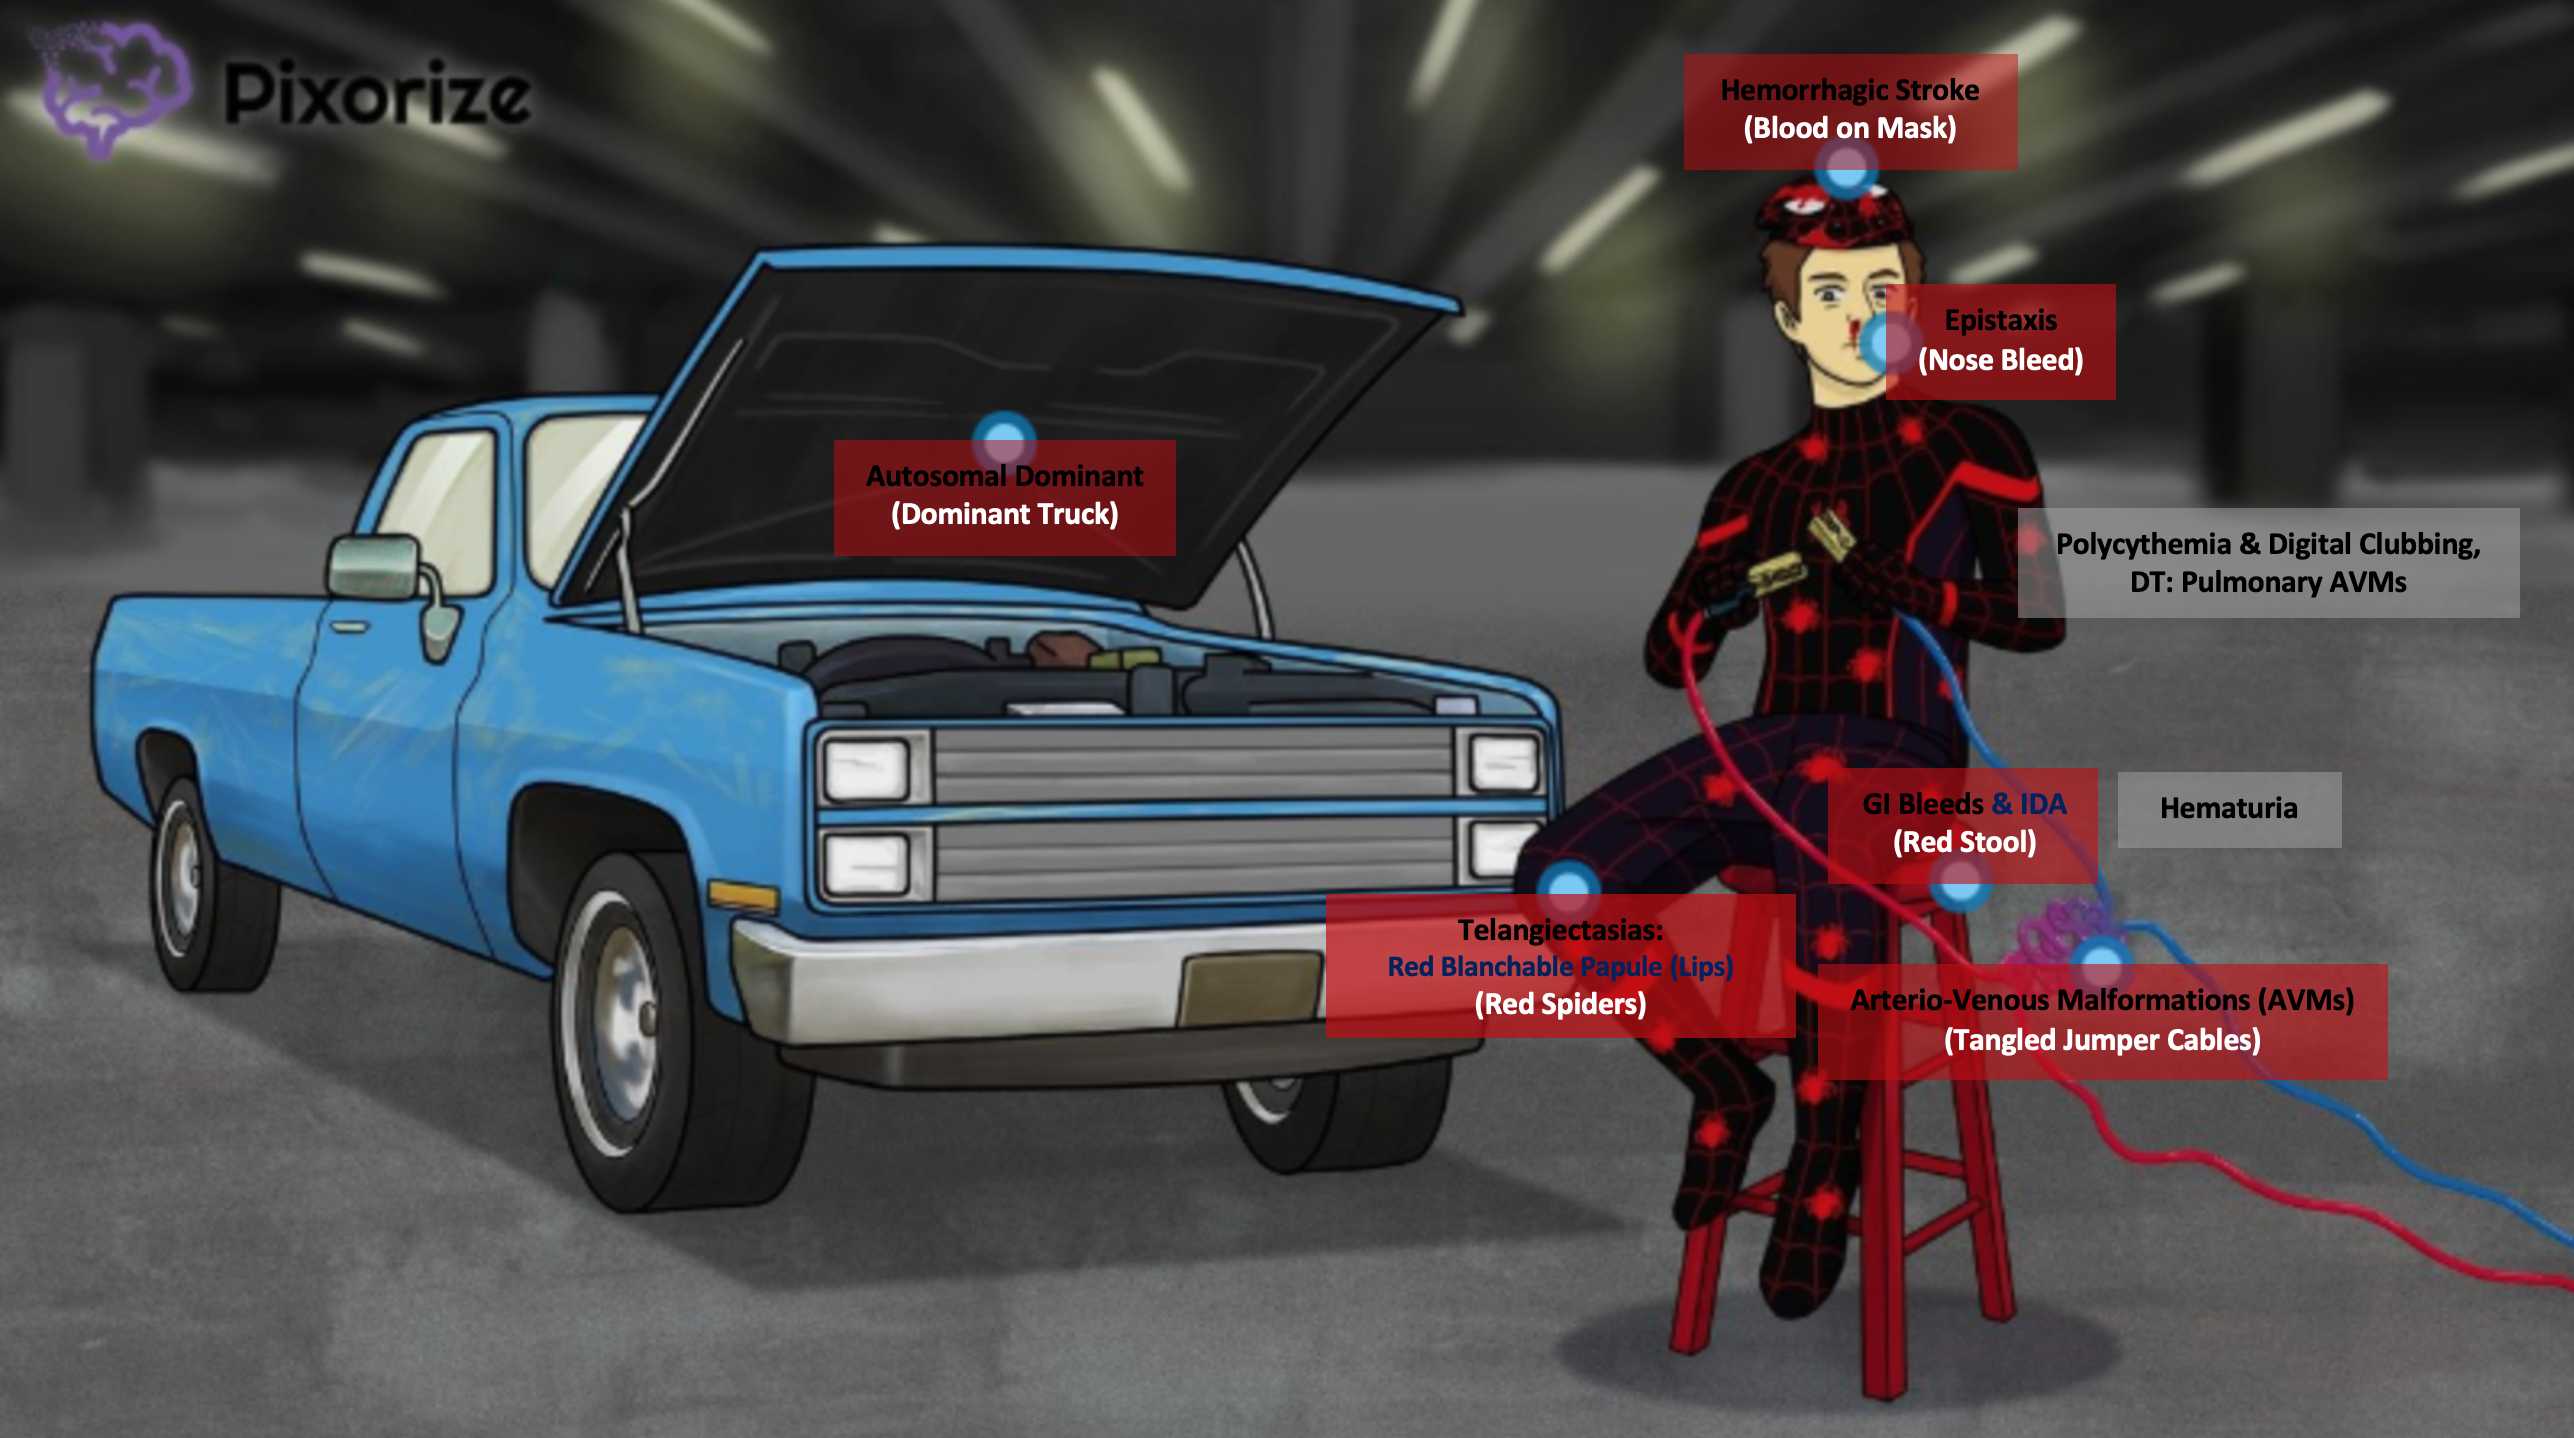 Pixorize
Hemorrhagic Stroke
(Blood on Mask)
Epistaxis
(Nose Bleed)
Autosomal Dominant
(Dominant Truck)
Polycythemia & Digital Clubbing,
DT: Pulmonary AVMs
GI Bleeds & IDA
(Red Stool)
Hematuria
Telangiectasias:
Red Blanchable Papule (Lips)
(Red Spiders)
Arterio-Venous Malformations (AVMs)
(Tangled Jumper Cables)